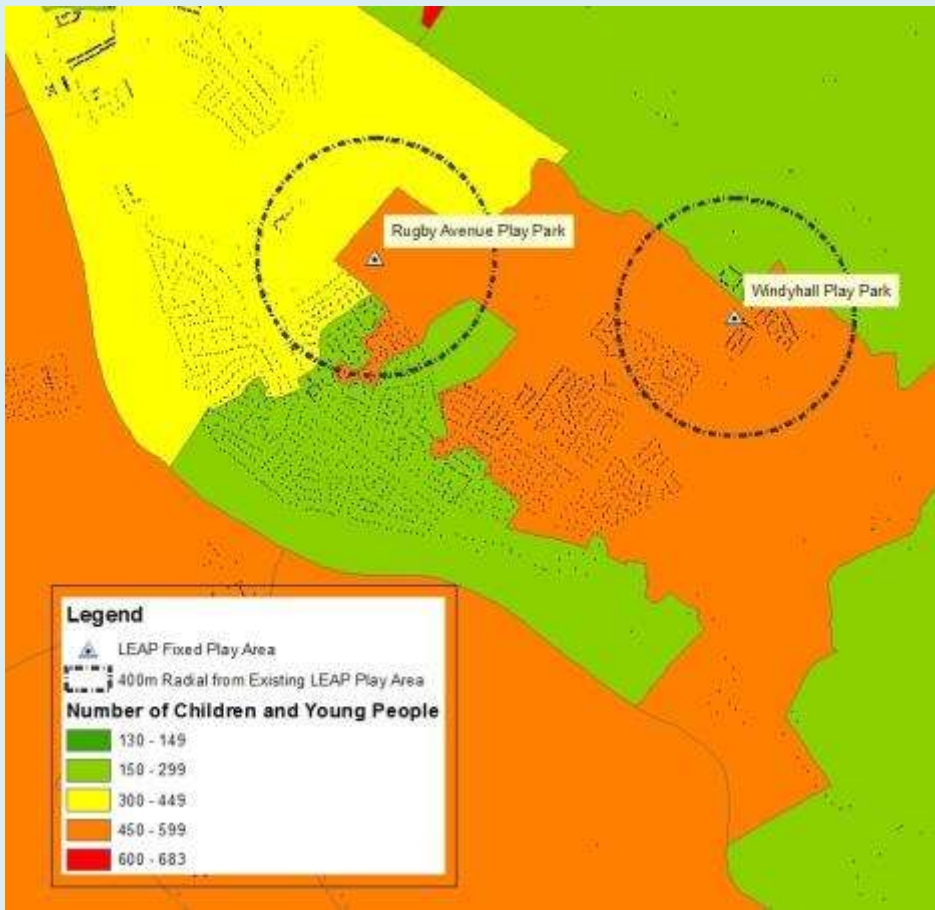 Rugby Avenue Play Park
Windyhall Play Park
Legend
LEAP Fixed Play Area
400m Radial from Existing LEAP Play Area
Number of Children and Young People
130 - 149
150 - 299
300 - 449
450 - 599
600 - 683